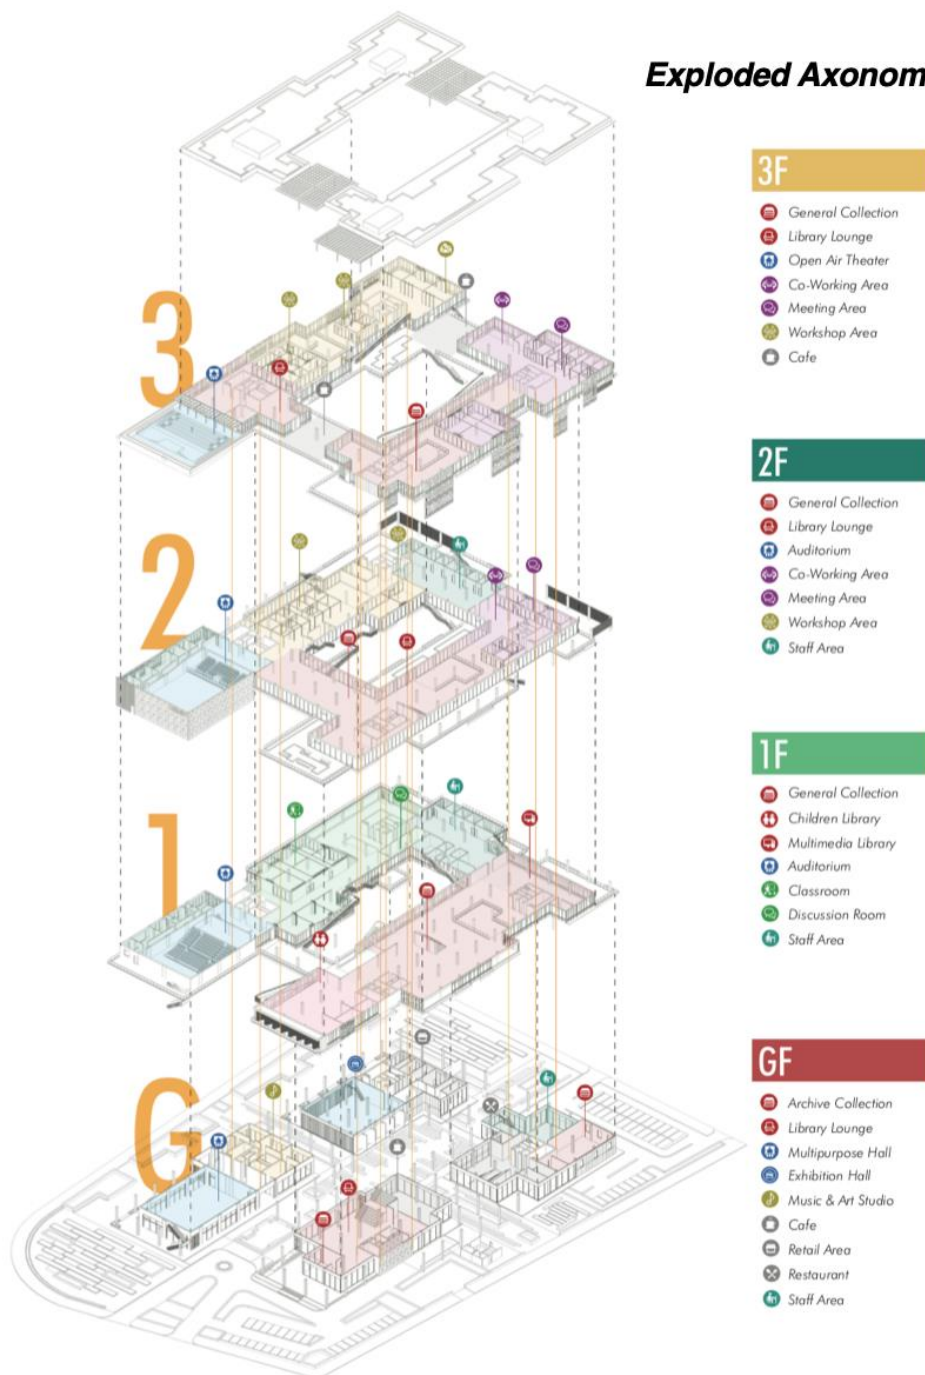 Exploded Axonom
3F
General Collection
Library Lounge
Open Air Theater
Co-Working Area
Meeting Area
Workshop Area
Cafe
3
2F
General Collection
Library Lounge
Auditorium
Co-Working Area
Meeting Area
Workshop Area
Staff Area
2
1F
General Collection
Children Library
Multimedia Library
Auditorium
Classroom
Discussion Room
Staff Area
1
GF
Archive Collection
Library Lounge
Multipurpose Hall
Exhibition Hall
Music & Art Studio
Cafe
Retail Area
Restaurant
Staff Area
G